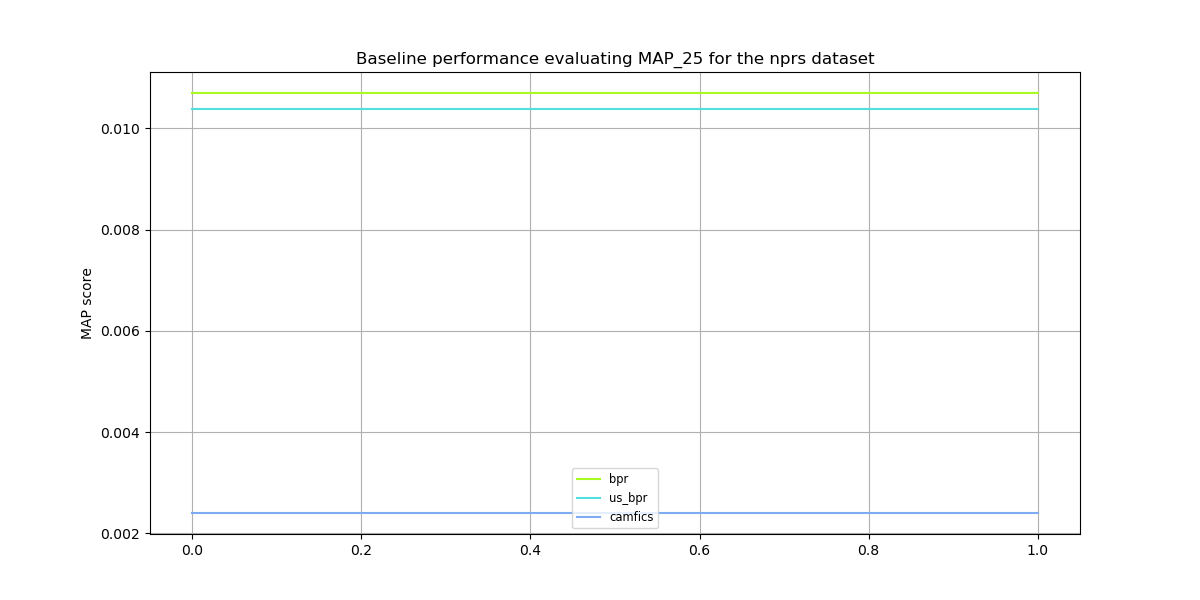 Baseline performance evaluating MAP_25 for the nprs dataset
0.010
0.008
0.006
0.004
0.002
MAP score
bpr
us_bpr
camfics
0.0 0.2 0.4 0.6 0.8 1.0